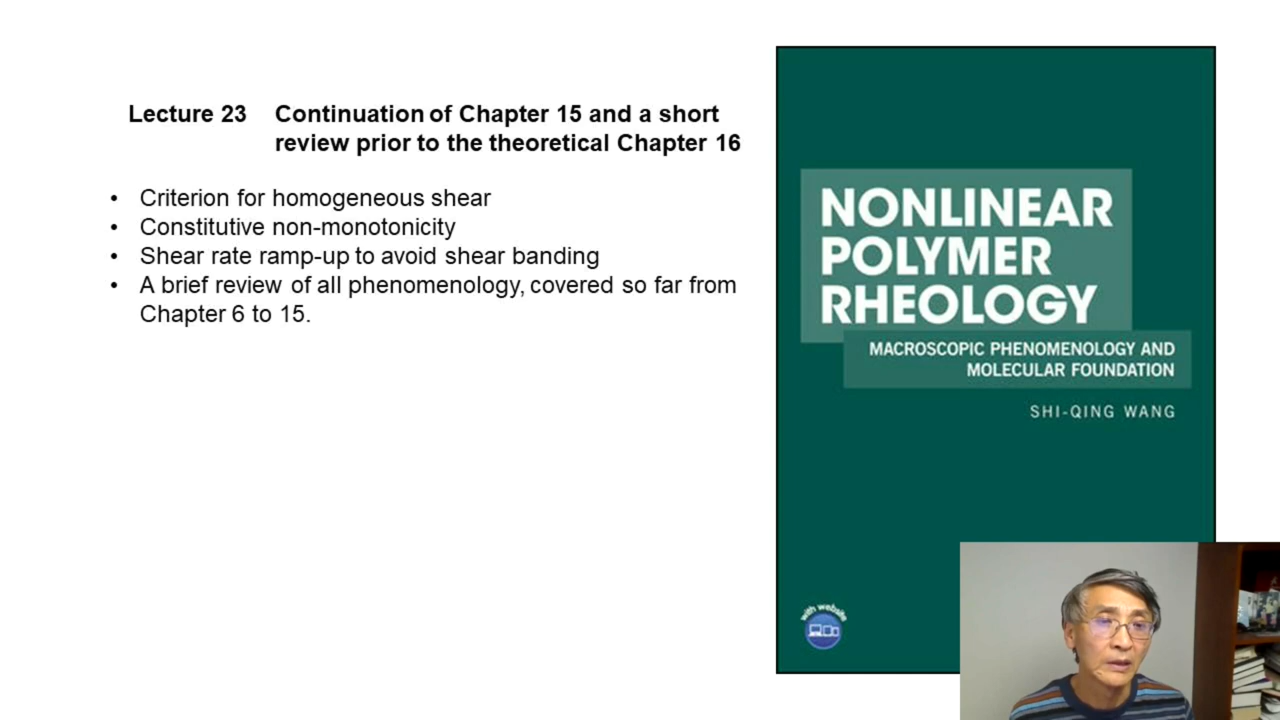 Lecture 23 Continuation of Chapter 15 and a short
review prior to the theoretical Chapter 16
• Criterion for homogeneous shear
• Constitutive non-monotonicity
• Shear rate ramp-up to avoid shear banding
• A brief review of all phenomenology, covered so far from
Chapter 6 to 15.
NONLINEAR
POLYMER
RHEOLOGY
MACROSCOPIC PHENOMENOLOGY AND
MOLECULAR FOUNDATION
SHI-QING WANG
with website